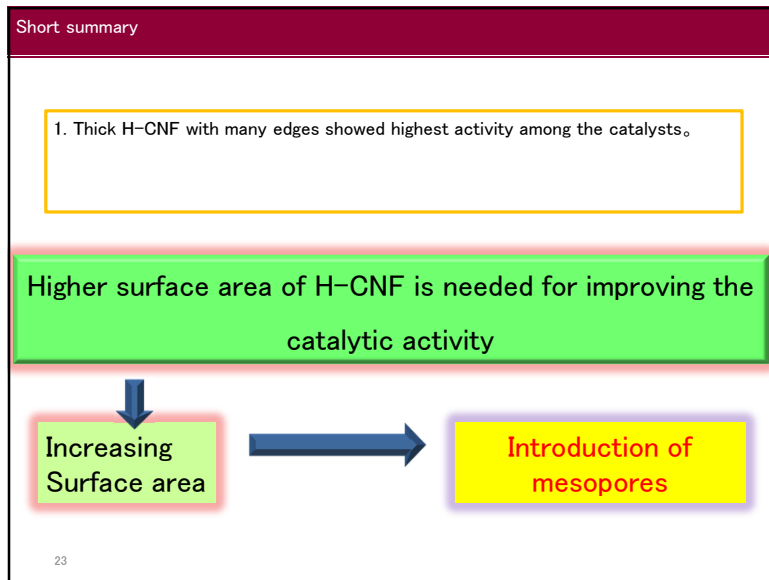 Short summary
1. Thick H-CNF with many edges showed highest activity among the catalysts。
Higher surface area of H-CNF is needed for improving the
catalytic activity
Increasing
Surface area
Introduction of
mesopores
23